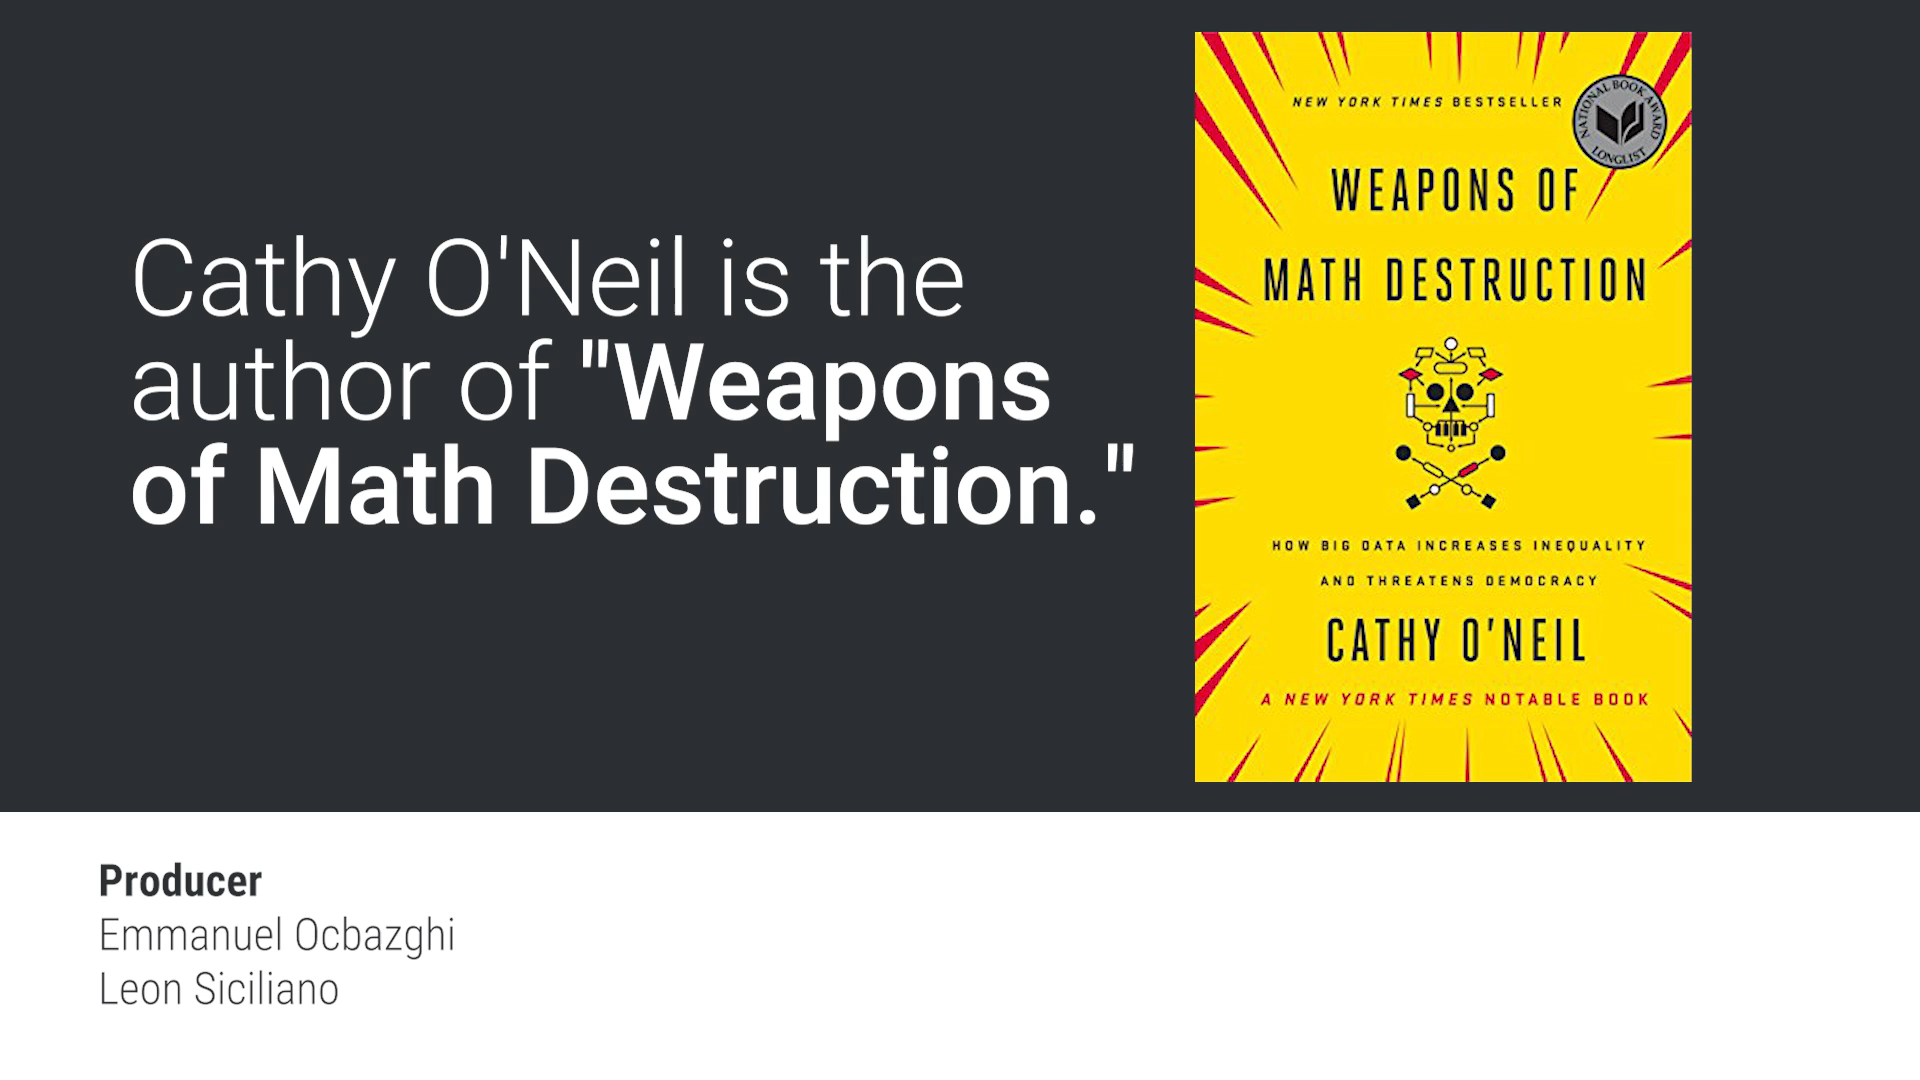 Cathy O'Neil is the
author of "Weapons
of Math Destruction."
NEW YORK TIMES BESTSELLER
NATIONAL BOOK AWARD
LONGLIST
WEAPONS OF
MATH DESTRUCTION
HOW BIG DATA INCREASES INEQUALITY
AND THREATENS DEMOCRACY
CATHY O'NEIL
A NEW YORK TIMES NOTABLE BOOK
Producer
Emmanuel Ocbazghi
Leon Siciliano